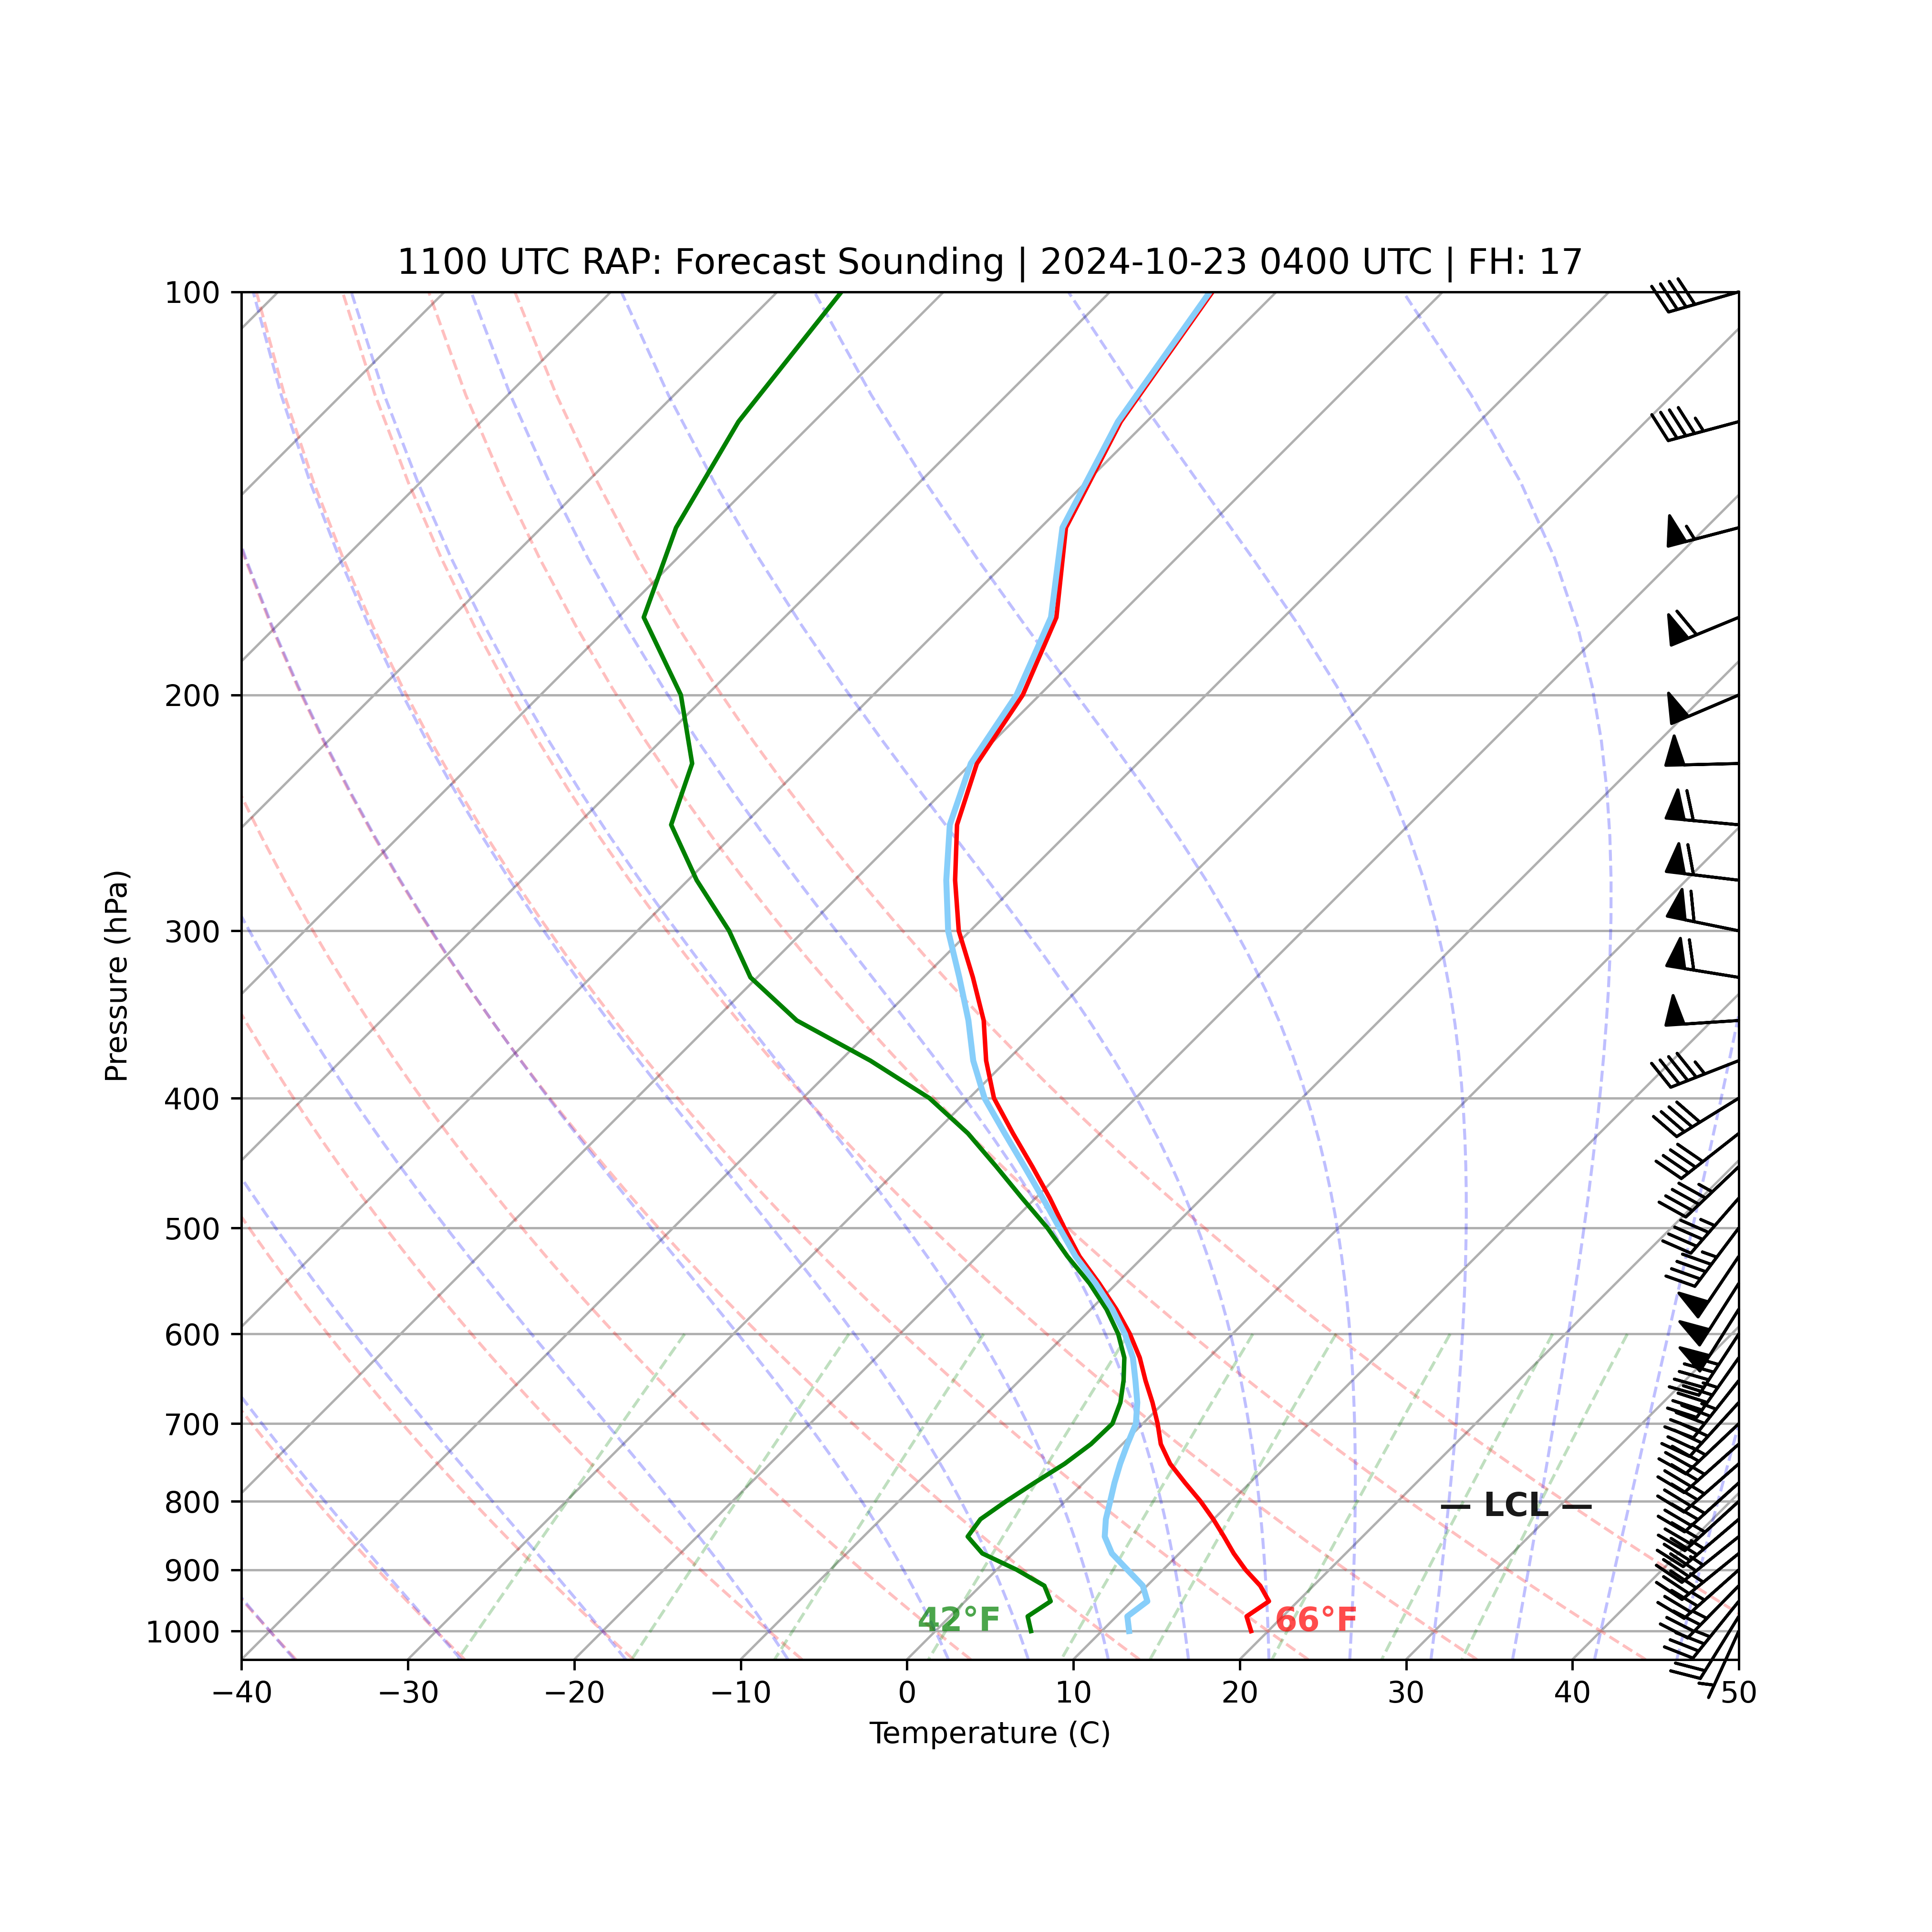 1100 UTC RAP: Forecast Sounding | 2024-10-23 0400 UTC | FH: 17
100
200
300
400
500
600
700
800
900
1000
Pressure (hPa)
— LCL —
42°F
66°F
−40 −30 −20 −10 0 10 20 30 40 50
Temperature (C)